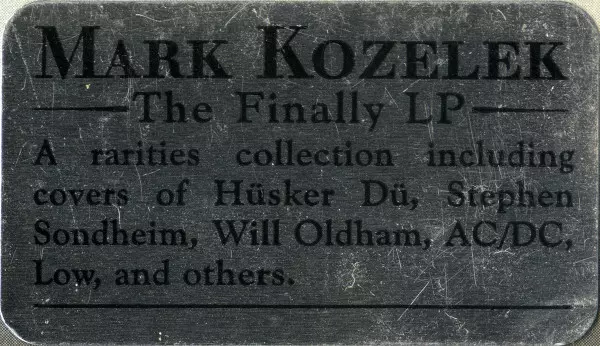 MARK KOZELEK
The Finally LP
A rarities collection including
covers of Hüsker Dü, Stephen
Sondheim, Will Oldham, AC/DC,
Low, and others.